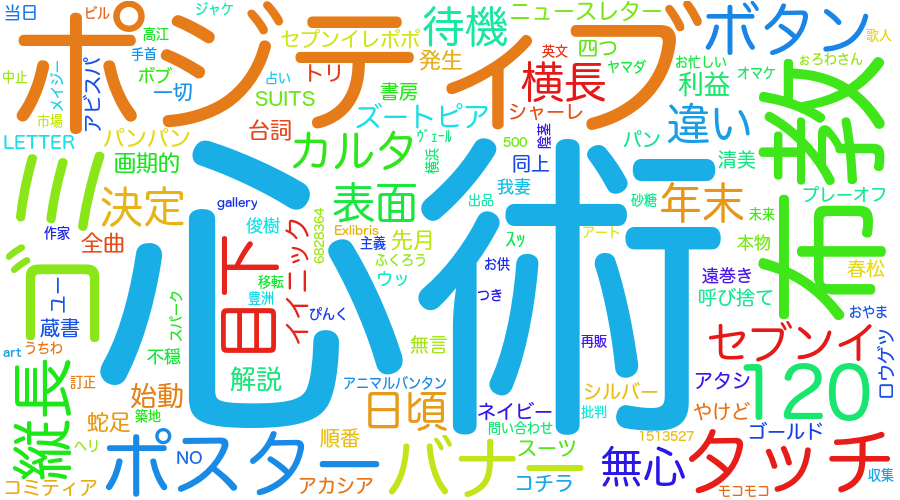 当日
ビル
ジャケ
ポジティブ
高江
手首
セブンイレポポ
待機
ニュースレター
ボタン
歌人
中止
メイジー
市場
アビスパ
ボブ
一切
占い
トリ
発生
英文
四つ
ヤマダ
お忙しい
オマケ
ぉろわさん
SUITS
書房
横長
利益
LETTER
パンパン
台詞
ズートピア
シャーレ
違い
教
画期的
カルタ
ヴェール
横浜
500
陰茎
パン
清美
同上
我妻
砂糖
プレーオフ
ゴミ
決定
gallery
表面
出品
年末
未来
布
作家
全曲
俊樹
6828364
Exlibris
主義
先月
スッ
アート
本物
心術
ュー
蔵書
目下
イイニック
移転
豊洲
ふくろう
ウッ
お供
つき
遠巻き
呼び捨て
春松
スパーク
ぴんく
おやま
art
うちわ
不穏
無言
再販
セブンイ
ロウゲツ
縦長
訂正
解説
アニマルバンタン
シルバー
アタシ
120
始動
築地
蛇足
日頃
ネイビー
批判
やけど
ヘリ
順番
問い合わせ
ゴールド
NO
ポスター
バナー
スーツ
1513527
タッチ
コミティア
アカシア
コチラ
無心
モコモコ
収集